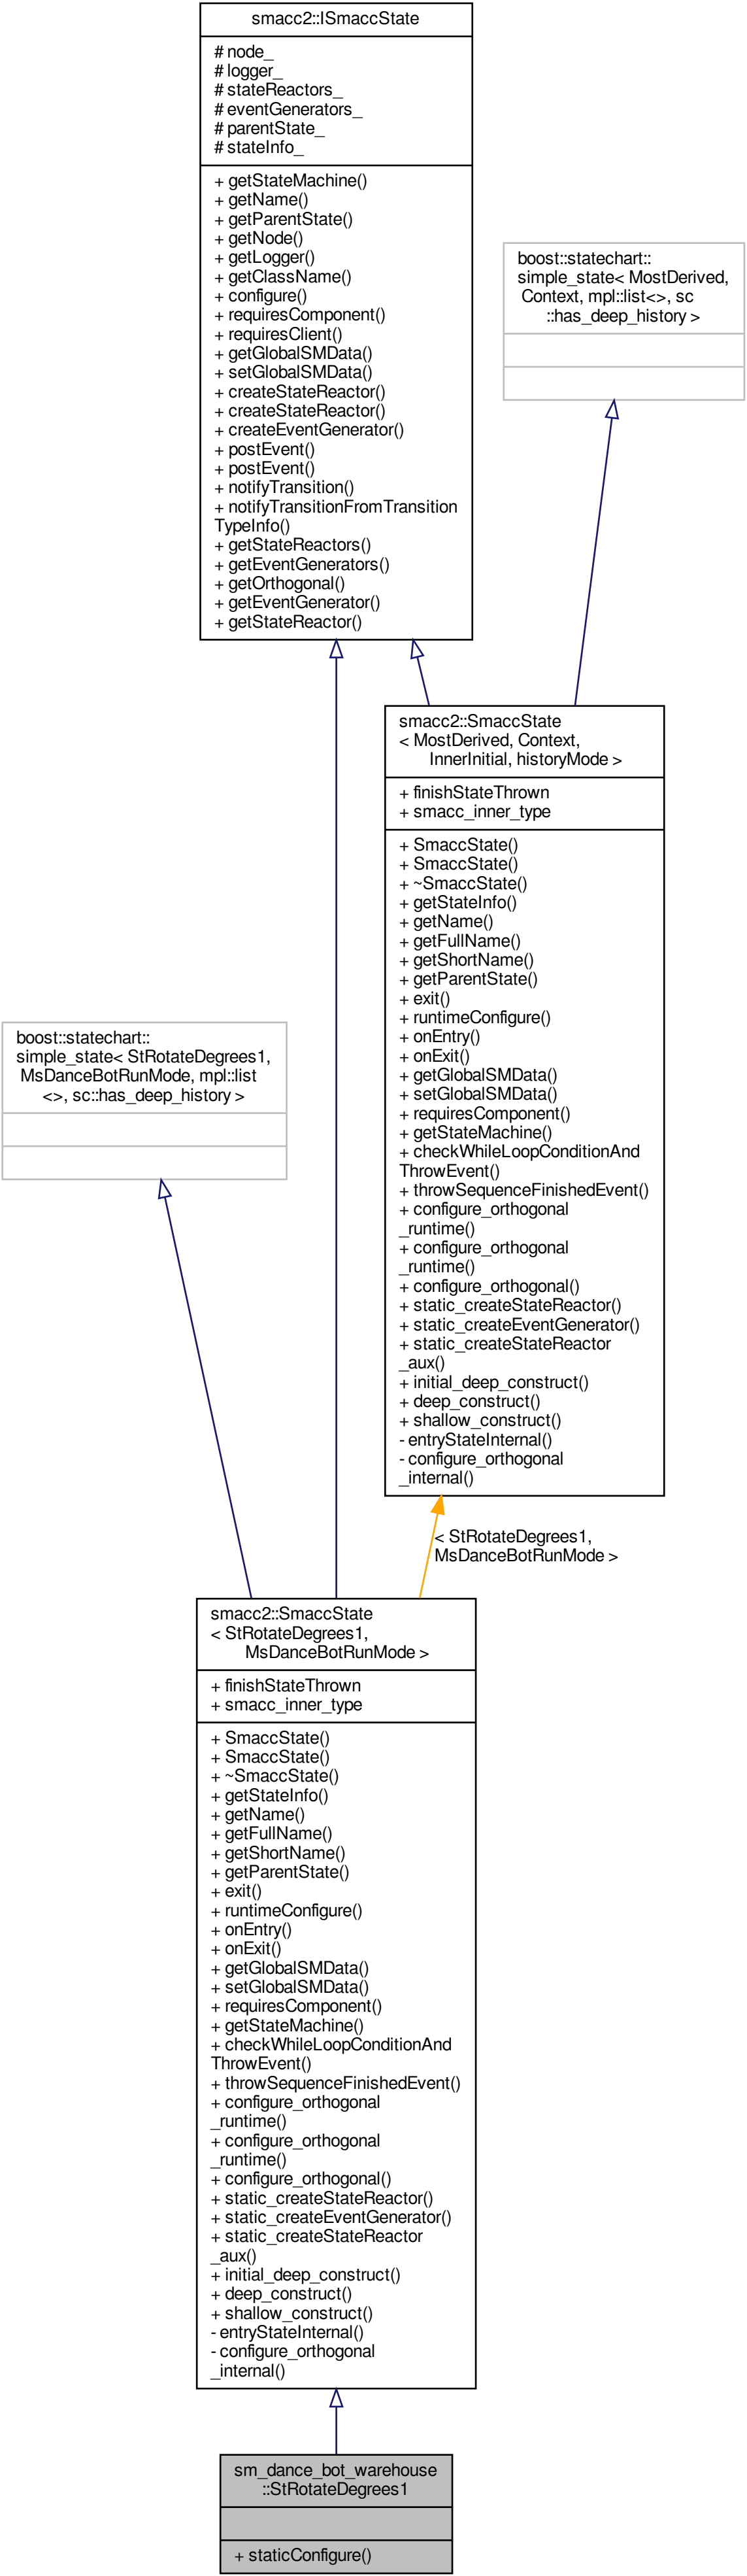 smacc2::ISmaccState
# node_
# logger_
# stateReactors_
# eventGenerators_
# parentState_
# stateInfo_
+ getStateMachine()
+ getName()
+ getParentState()
+ getNode()
+ getLogger()
+ getClassName()
+ configure()
+ requiresComponent()
+ requiresClient()
+ getGlobalSMData()
+ setGlobalSMData()
+ createStateReactor()
+ createStateReactor()
+ createEventGenerator()
+ postEvent()
+ postEvent()
+ notifyTransition()
+ notifyTransitionFromTransition
TypeInfo()
+ getStateReactors()
+ getEventGenerators()
+ getOrthogonal()
+ getEventGenerator()
+ getStateReactor()
boost::statechart::
simple_state< MostDerived,
Context, mpl::list<>, sc
::has_deep_history >
smacc2::SmaccState
< MostDerived, Context,
InnerInitial, historyMode >
+ finishStateThrown
+ smacc_inner_type
+ SmaccState()
+ SmaccState()
+ ~SmaccState()
+ getStateInfo()
+ getName()
+ getFullName()
+ getShortName()
+ getParentState()
+ exit()
+ runtimeConfigure()
+ onEntry()
+ onExit()
+ getGlobalSMData()
+ setGlobalSMData()
+ requiresComponent()
+ getStateMachine()
+ checkWhileLoopConditionAnd
ThrowEvent()
+ throwSequenceFinishedEvent()
+ configure_orthogonal
_runtime()
+ configure_orthogonal
_runtime()
+ configure_orthogonal()
+ static_createStateReactor()
+ static_createEventGenerator()
+ static_createStateReactor
_aux()
+ initial_deep_construct()
+ deep_construct()
+ shallow_construct()
- entryStateInternal()
- configure_orthogonal
_internal()
boost::statechart::
simple_state< StRotateDegrees1,
MsDanceBotRunMode, mpl::list
<>, sc::has_deep_history >
< StRotateDegrees1,
MsDanceBotRunMode >
smacc2::SmaccState
< StRotateDegrees1,
MsDanceBotRunMode >
+ finishStateThrown
+ smacc_inner_type
+ SmaccState()
+ SmaccState()
+ ~SmaccState()
+ getStateInfo()
+ getName()
+ getFullName()
+ getShortName()
+ getParentState()
+ exit()
+ runtimeConfigure()
+ onEntry()
+ onExit()
+ getGlobalSMData()
+ setGlobalSMData()
+ requiresComponent()
+ getStateMachine()
+ checkWhileLoopConditionAnd
ThrowEvent()
+ throwSequenceFinishedEvent()
+ configure_orthogonal
_runtime()
+ configure_orthogonal
_runtime()
+ configure_orthogonal()
+ static_createStateReactor()
+ static_createEventGenerator()
+ static_createStateReactor
_aux()
+ initial_deep_construct()
+ deep_construct()
+ shallow_construct()
- entryStateInternal()
- configure_orthogonal
_internal()
sm_dance_bot_warehouse
::StRotateDegrees1
+ staticConfigure()